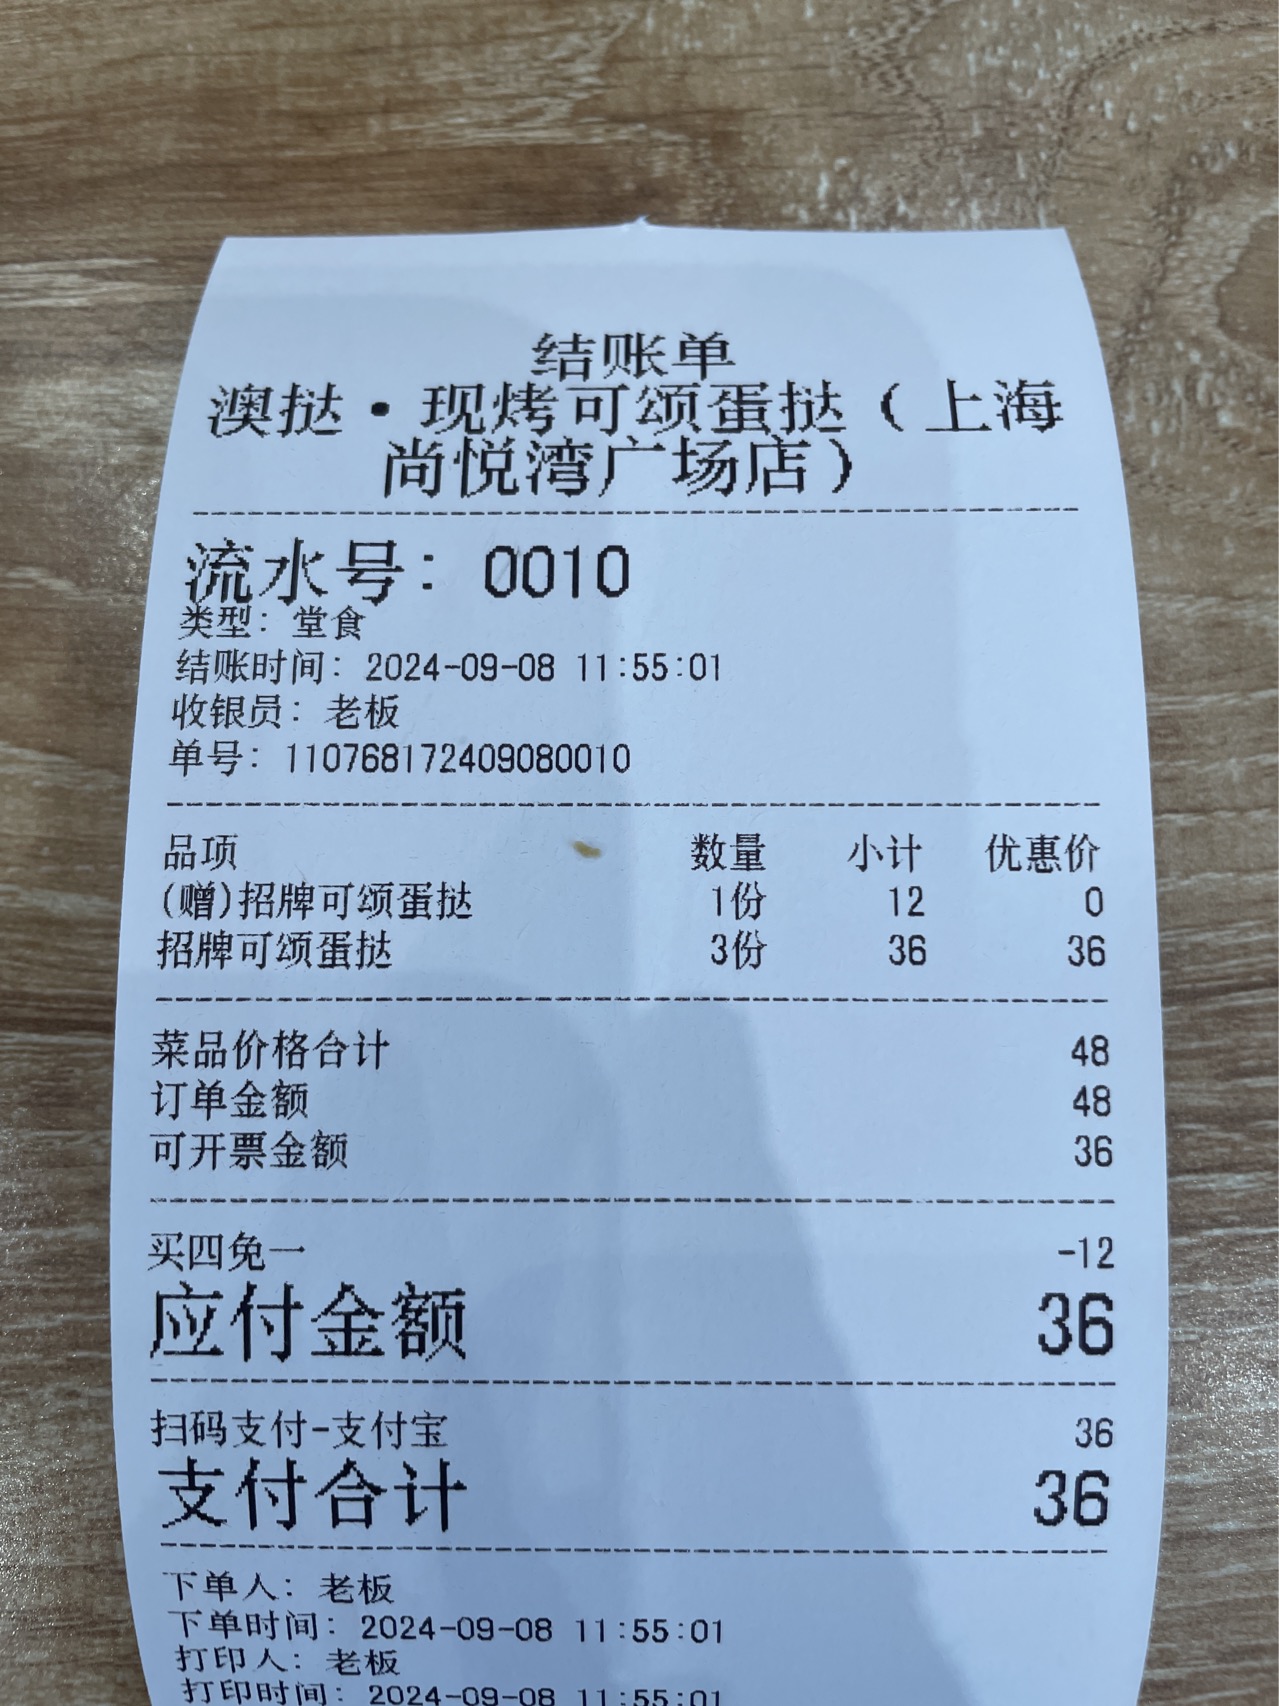 结账单
澳挞·现烤可颂蛋挞（上海
尚悦湾广场店）
流水号：0010
类型：堂食
结账时间：2024-09-08 11:55:01
收银员：老板
单号：110768172409080010
品项 数量 小计 优惠价
(赠)招牌可颂蛋挞 1份 12 0
招牌可颂蛋挞 3份 36 36
菜品价格合计 48
订单金额 48
可开票金额 36
买四免一 -12
应付金额 36
扫码支付-支付宝 36
支付合计 36
下单人：老板
下单时间：2024-09-08 11:55:01
打印人：老板
打印时间：2024-09-08 11:55:01